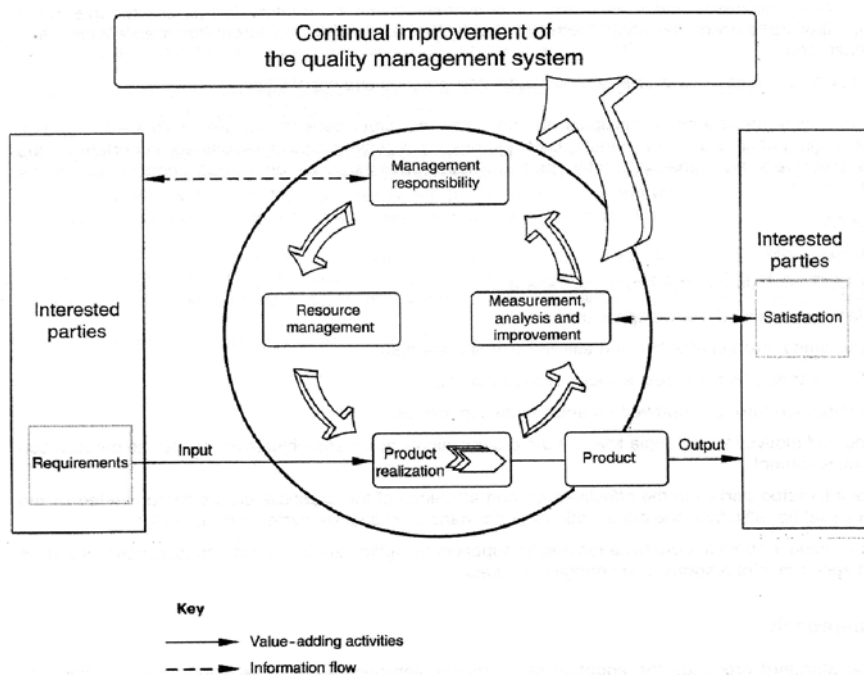 Continual improvement of
the quality management system
Management
responsibility
Interested
parties
Interested
parties
Resource
management
Measurement,
analysis and
improvement
Satisfaction
Requirements
Input
Product
realization
Product
Output
Key
Value-adding activities
Information flow